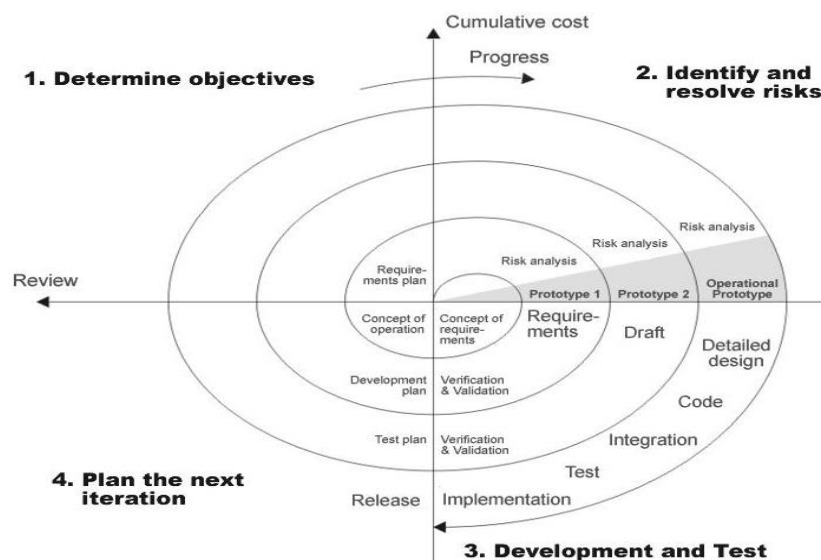 Cumulative cost
Progress
1. Determine objectives
2. Identify and
resolve risks
Risk analysis
Risk analysis
Risk analysis
Require-
ments plan
Review
Prototype 1
Prototype 2
Operational
Prototype
Concept of
operation
Concept of
require-
ments
Require-
ments
Draft
Detailed
design
Development
plan
Verification
& Validation
Code
Test plan
Verification
& Validation
Integration
Test
4. Plan the next
iteration
Release
Implementation
3. Development and Test